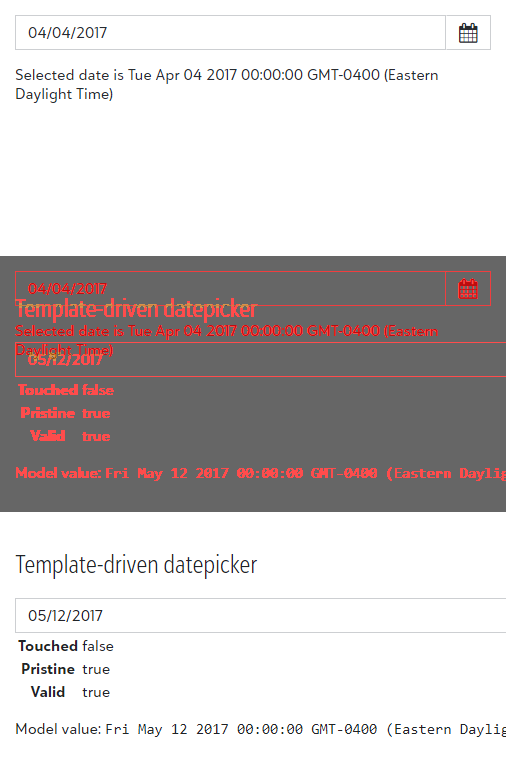 04/04/2017
Selected date is Tue Apr 04 2017 00:00:00 GMT-0400 (Eastern
Daylight Time)
04/04/2017
Template-driven datepicker
Selected date is Tue Apr 04 2017 00:00:00 GMT-0400 (Eastern
Daylight Time)
05/12/2017
Touched false
Pristine true
Valid true
Model value: Fri May 12 2017 00:00:00 GMT-0400 (Eastern Daylig
Template-driven datepicker
05/12/2017
Touched false
Pristine true
Valid true
Model value: Fri May 12 2017 00:00:00 GMT-0400 (Eastern Daylig